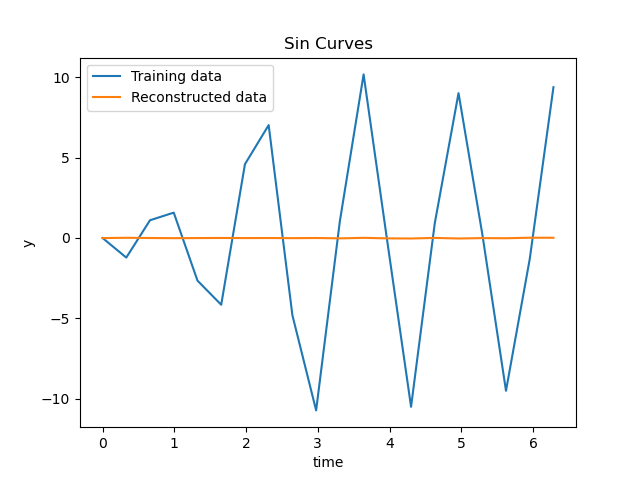 Sin Curves
Training data
Reconstructed data
10
5
0
−5
−10
y
0 1 2 3 4 5 6
time